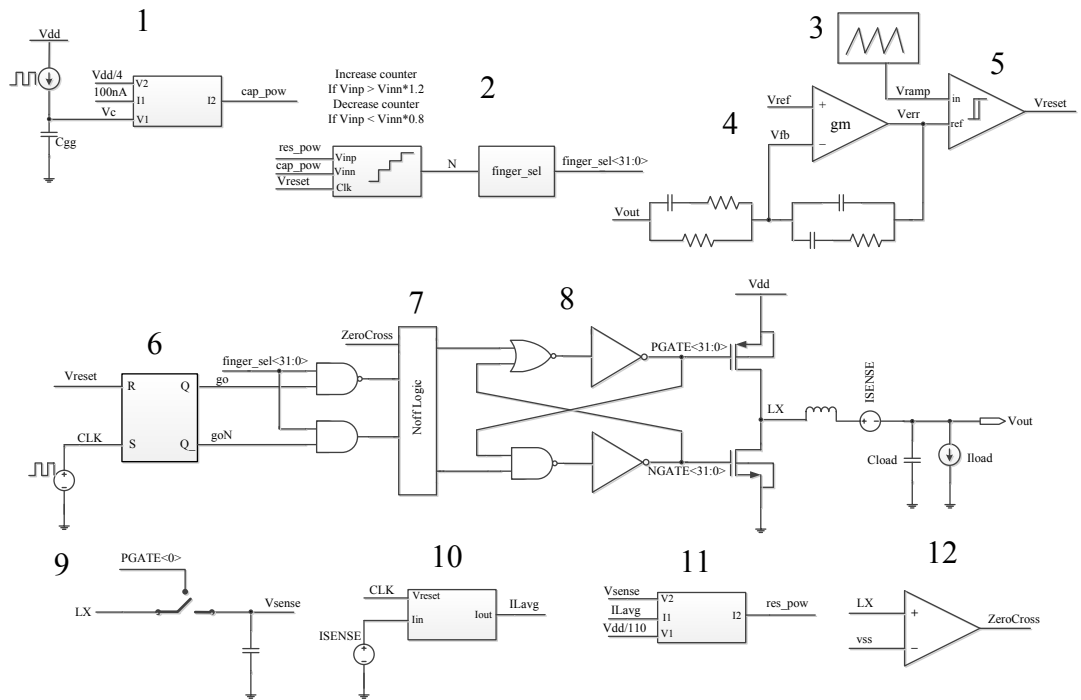 1
Vdd
Vdd/4
100nA
Vc
V2
I1
V1
I2
cap_pow
Cgg
Increase counter
If Vinp > Vinn*1.2
Decrease counter
If Vinp < Vinn*0.8
2
res_pow
cap_pow
Vreset
Vinp
Vinn
Clk
N
finger_sel
finger_sel<31:0>
3
Vramp
4
Vref
Vfb
+
gm
−
Verr
5
in
ref
Vreset
Vout
6
Vreset
CLK
R
S
Q
Q_
finger_sel<31:0>
go
goN
7
ZeroCross
Noff Logic
8
PGATE<31:0>
NGATE<31:0>
Vdd
LX
ISENSE
+ −
Vout
Cload
Iload
+
−
9
PGATE<0>
LX
Vsense
10
CLK
Vreset
Iin
Iout
ILavg
ISENSE
+
−
11
Vsense
ILavg
Vdd/110
V2
I1
V1
I2
res_pow
12
LX
vss
+
−
ZeroCross